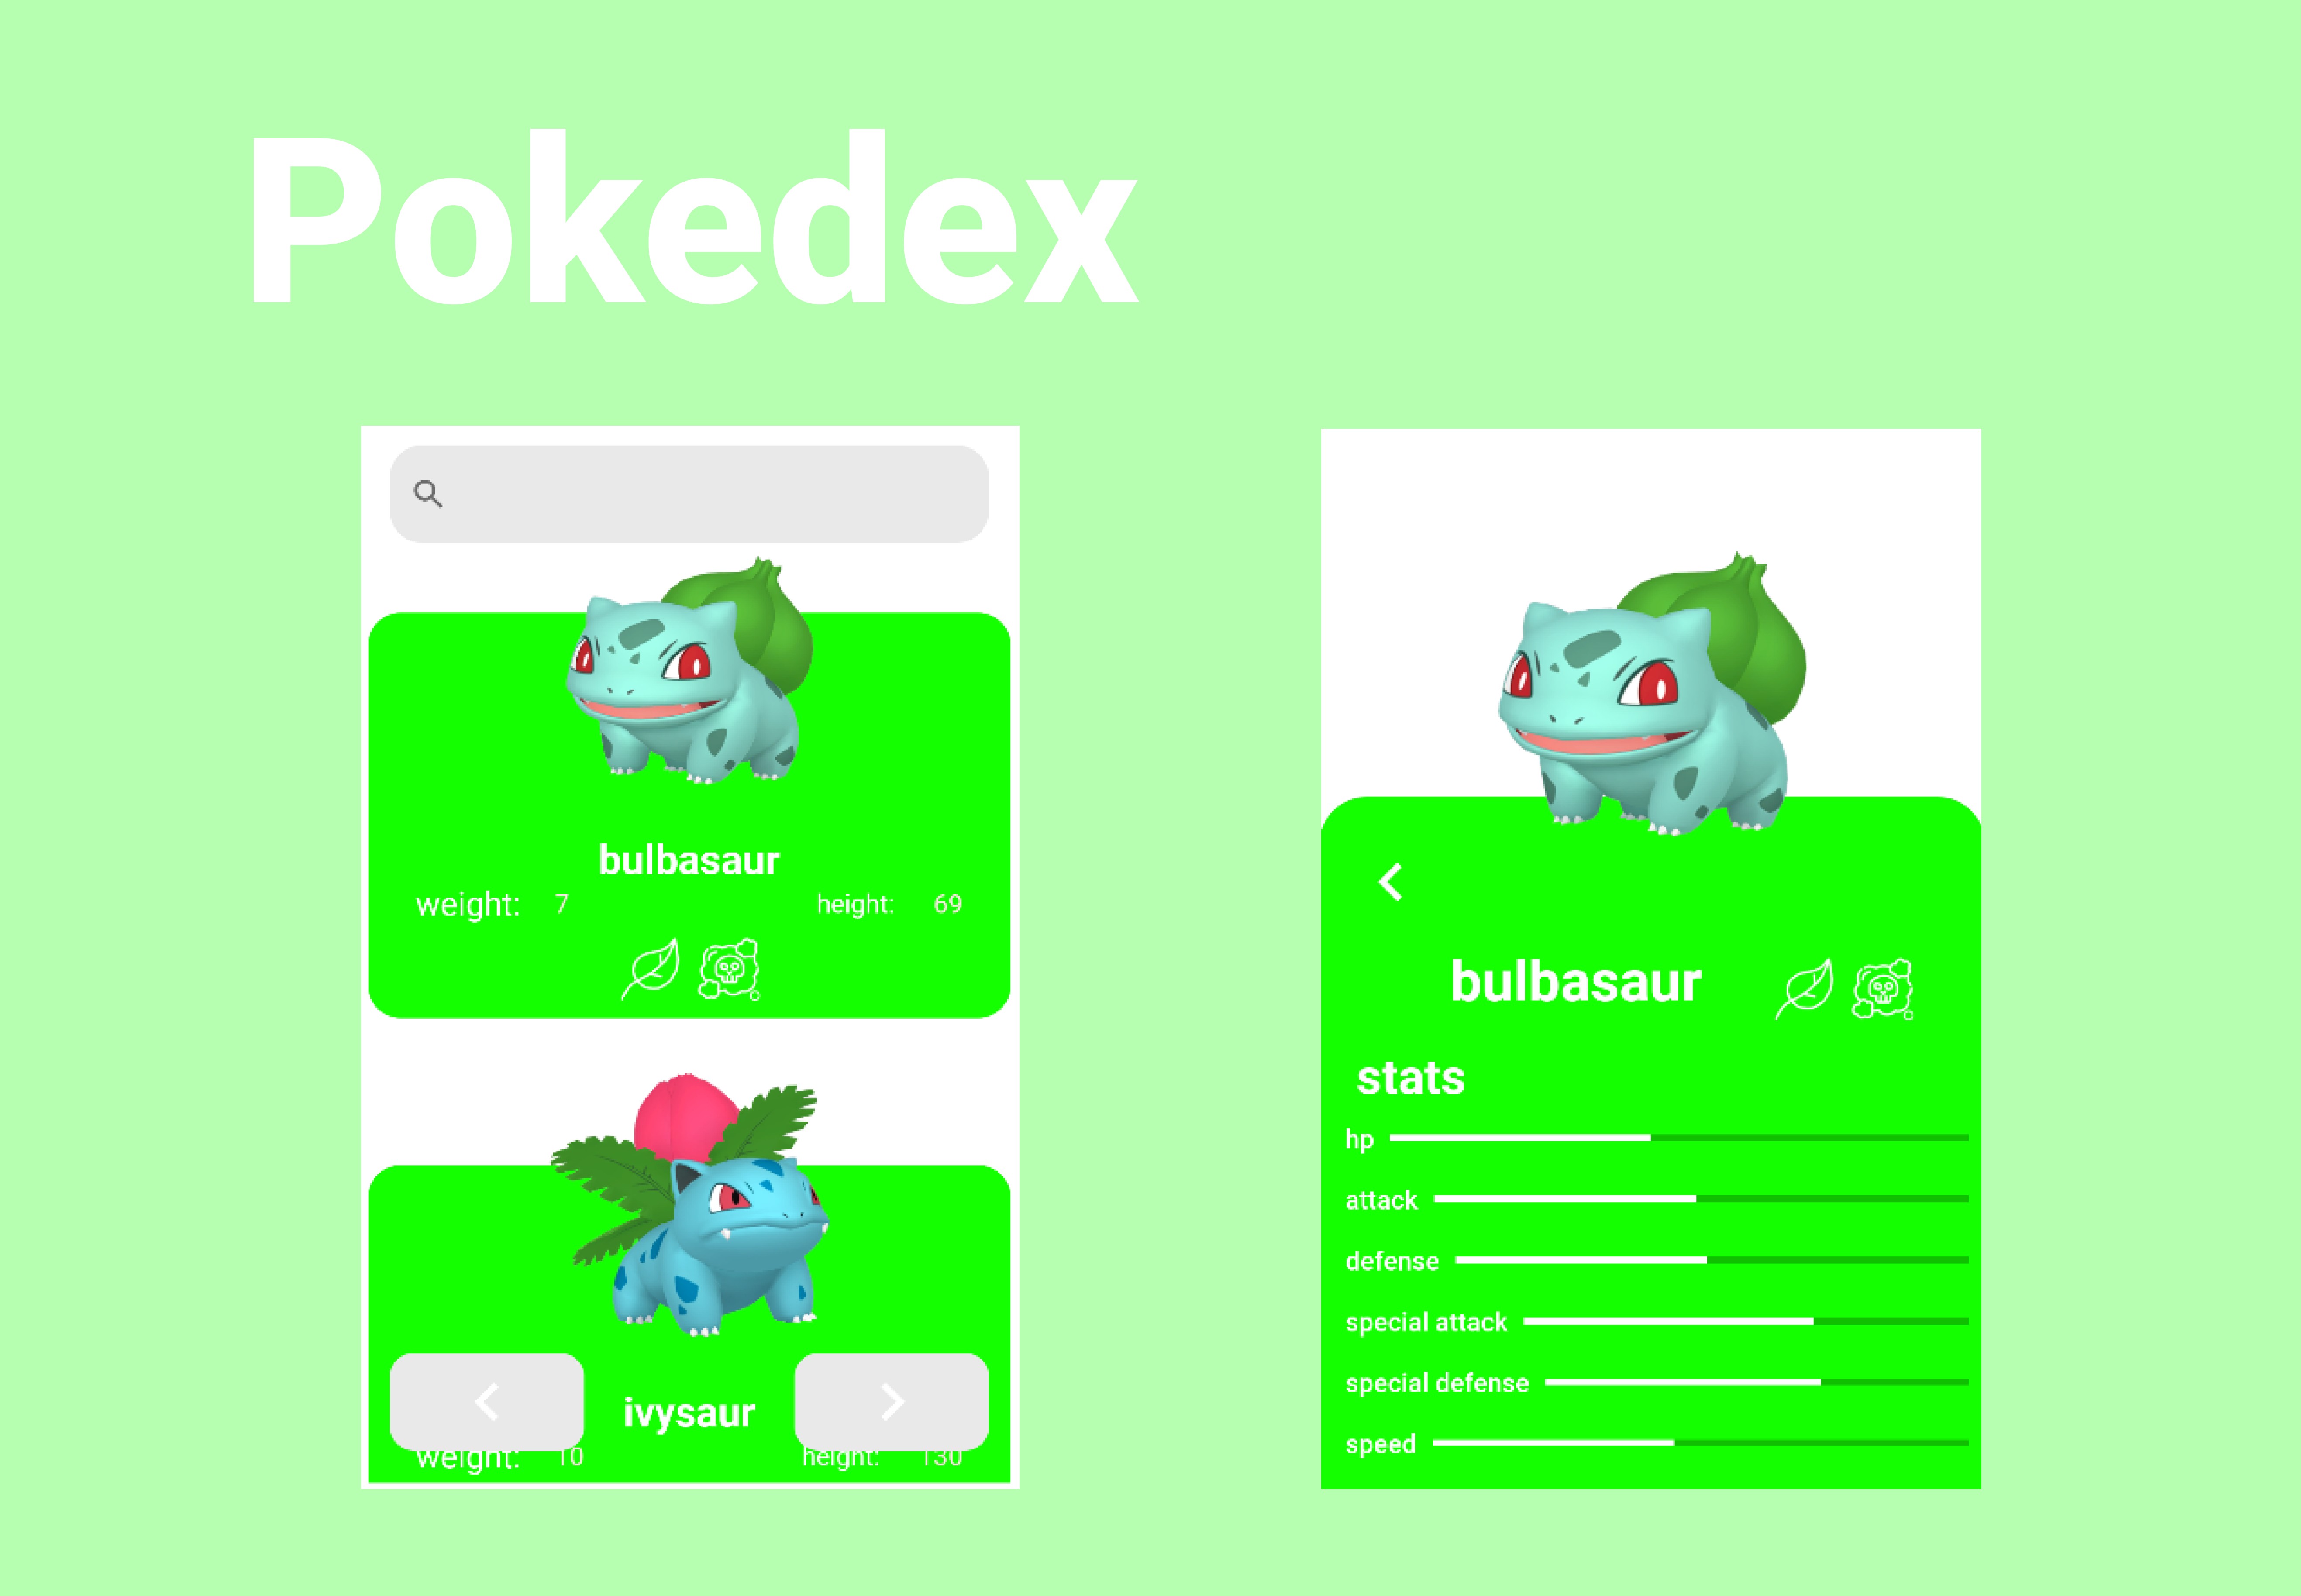 Pokedex
bulbasaur
weight: 7 height: 69
ivysaur
weight: 10 height: 130
bulbasaur
stats
hp
attack
defense
special attack
special defense
speed